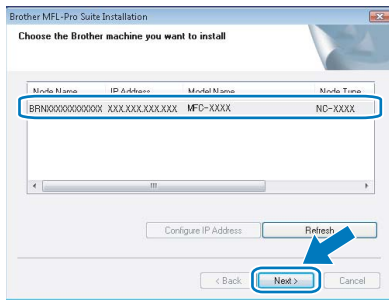 Brother MFL-Pro Suite Installation
Choose the Brother machine you want to install
Node Name IP Address Model Name Node Type
BRNXXXXXXXXXXXX XXX.XXX.XXX.XXX MFC-XXXX NC-XXXX
Configure IP Address Refresh
< Back Next > Cancel